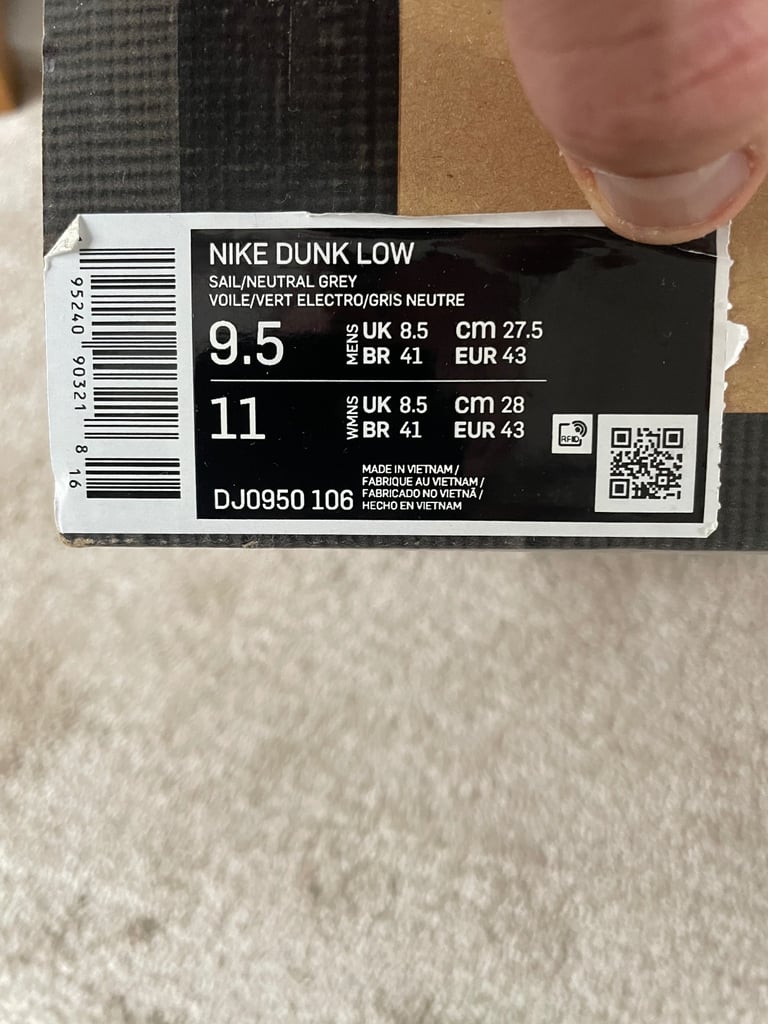 NIKE DUNK LOW
SAIL/NEUTRAL GREY
VOILE/VERT ELECTRO/GRIS NEUTRE
9.5 MENS UK 8.5 cm 27.5
BR 41 EUR 43
11 WMNS UK 8.5 cm 28
BR 41 EUR 43
RFID
DJ0950 106
MADE IN VIETNAM /
FABRIQUE AU VIETNAM /
FABRICADO NO VIETNÃ /
HECHO EN VIETNAM
95240 90321 8 16